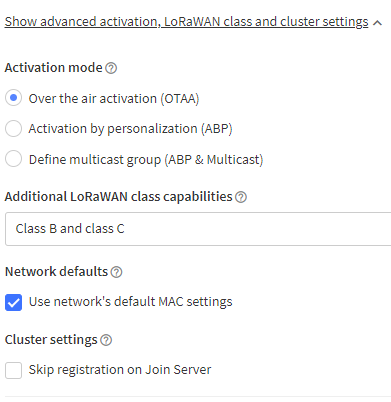 Show advanced activation, LoRaWAN class and cluster settings
Activation mode
Over the air activation (OTAA)
Activation by personalization (ABP)
Define multicast group (ABP & Multicast)
Additional LoRaWAN class capabilities
Class B and class C
Network defaults
Use network's default MAC settings
Cluster settings
Skip registration on Join Server